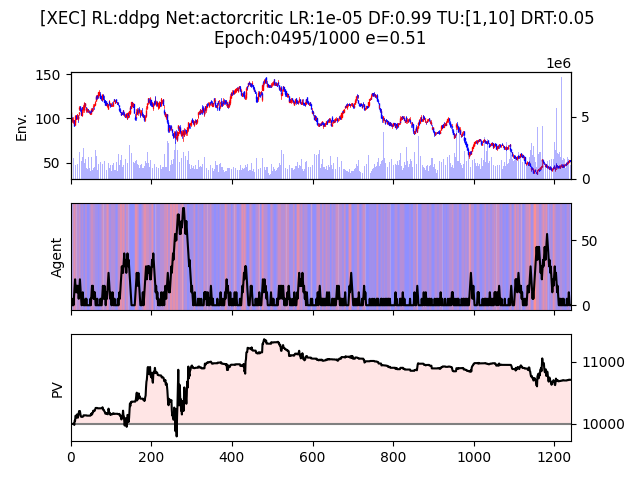 [XEC] RL:ddpg Net:actorcritic LR:1e-05 DF:0.99 TU:[1,10] DRT:0.05
Epoch:0495/1000 e=0.51
1e6
150
100
50
Env.
5
0
Agent
50
0
PV
11000
10000
0
200
400
600
800
1000
1200